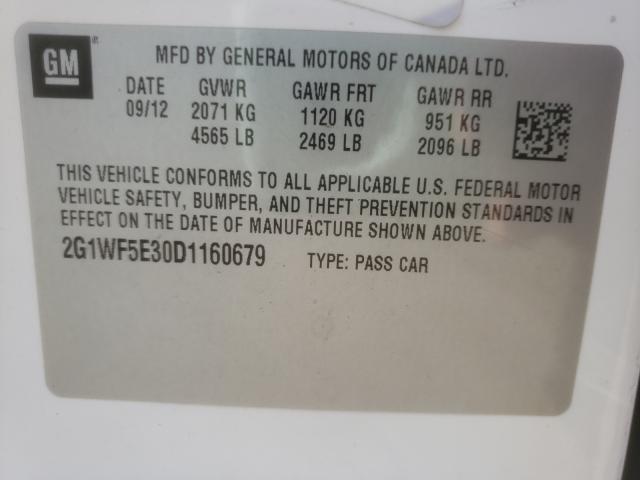 GM ®
MFD BY GENERAL MOTORS OF CANADA LTD.
DATE GVWR GAWR FRT GAWR RR
09/12 2071 KG 1120 KG 951 KG
4565 LB 2469 LB 2096 LB
THIS VEHICLE CONFORMS TO ALL APPLICABLE U.S. FEDERAL MOTOR
VEHICLE SAFETY, BUMPER, AND THEFT PREVENTION STANDARDS IN
EFFECT ON THE DATE OF MANUFACTURE SHOWN ABOVE.
2G1WF5E30D1160679 TYPE: PASS CAR